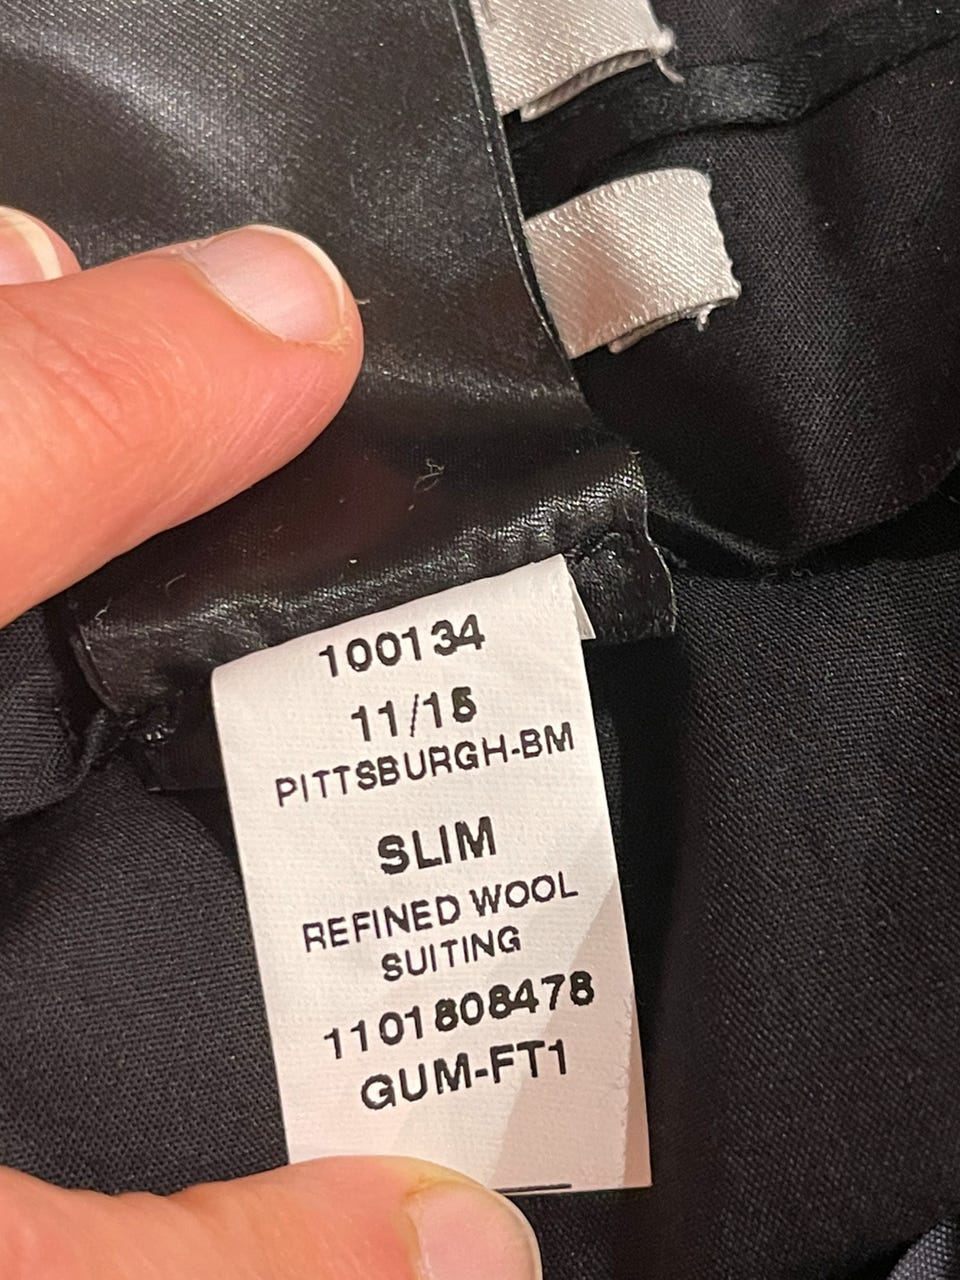 100134
11/15
PITTSBURGH-BM
SLIM
REFINED WOOL
SUITING
1101808478
GUM-FT1